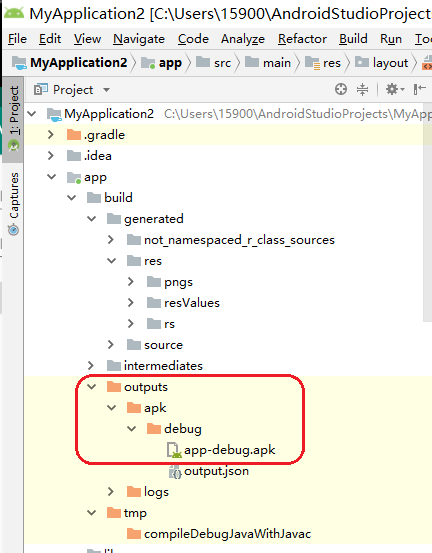 MyApplication2 [C:\Users\15900\AndroidStudioProject
File Edit View Navigate Code Analyze Refactor Build Run
MyApplication2 app src main res layout
1: Project
Captures
Project
MyApplication2 C:\Users\15900\AndroidStudioProjects\MyApp
.gradle
.idea
app
build
generated
not_namespaced_r_class_sources
res
pngs
resValues
rs
source
intermediates
outputs
apk
debug
app-debug.apk
output.json
logs
tmp
compileDebugJavaWithJavac